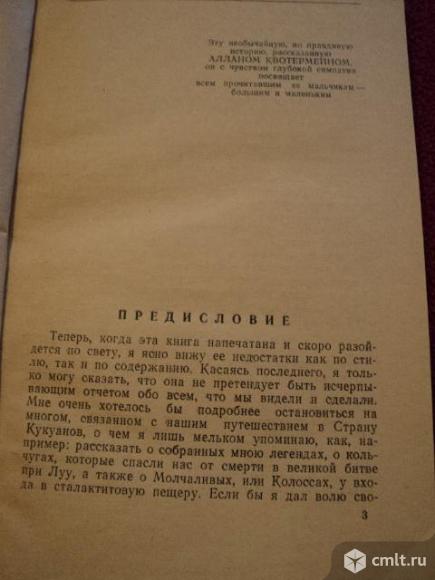 Эту необычайную, но правдивую
историю, рассказанную
АЛЛАНОМ КВОТЕРМЕЙНОМ,
он с чувством глубокой симпатии
посвящает
всем прочитавшим ее мальчикам —
большим и маленьким
ПРЕДИСЛОВИЕ
Теперь, когда эта книга напечатана и скоро разой-
дется по свету, я ясно вижу ее недостатки как по сти-
лю, так и по содержанию. Касаясь последнего, я толь-
ко могу сказать, что она не претендует быть исчерпы-
вающим отчетом обо всем, что мы видели и сделали.
Мне очень хотелось бы подробнее остановиться на
многом, связанном с нашим путешествием в Страну
Кукуанов, о чем я лишь мельком упоминаю, как, на-
пример: рассказать о собранных мною легендах, о коль-
чугах, которые спасли нас от смерти в великой битве
при Луу, а также о Молчаливых, или Колоссах, у вхо-
да в сталактитовую пещеру. Если бы я дал волю сво-
3
cmlt.ru